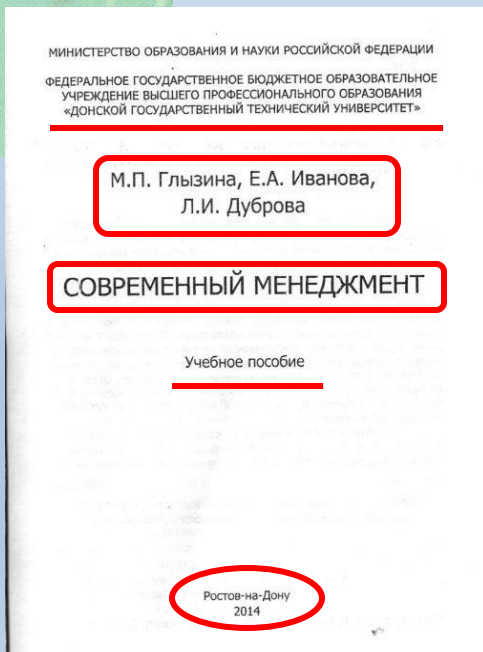 МИНИСТЕРСТВО ОБРАЗОВАНИЯ И НАУКИ РОССИЙСКОЙ ФЕДЕРАЦИИ
ФЕДЕРАЛЬНОЕ ГОСУДАРСТВЕННОЕ БЮДЖЕТНОЕ ОБРАЗОВАТЕЛЬНОЕ
УЧРЕЖДЕНИЕ ВЫСШЕГО ПРОФЕССИОНАЛЬНОГО ОБРАЗОВАНИЯ
«ДОНСКОЙ ГОСУДАРСТВЕННЫЙ ТЕХНИЧЕСКИЙ УНИВЕРСИТЕТ»
М.П. Глызина, Е.А. Иванова,
Л.И. Дуброва
СОВРЕМЕННЫЙ МЕНЕДЖМЕНТ
Учебное пособие
Ростов-на-Дону
2014